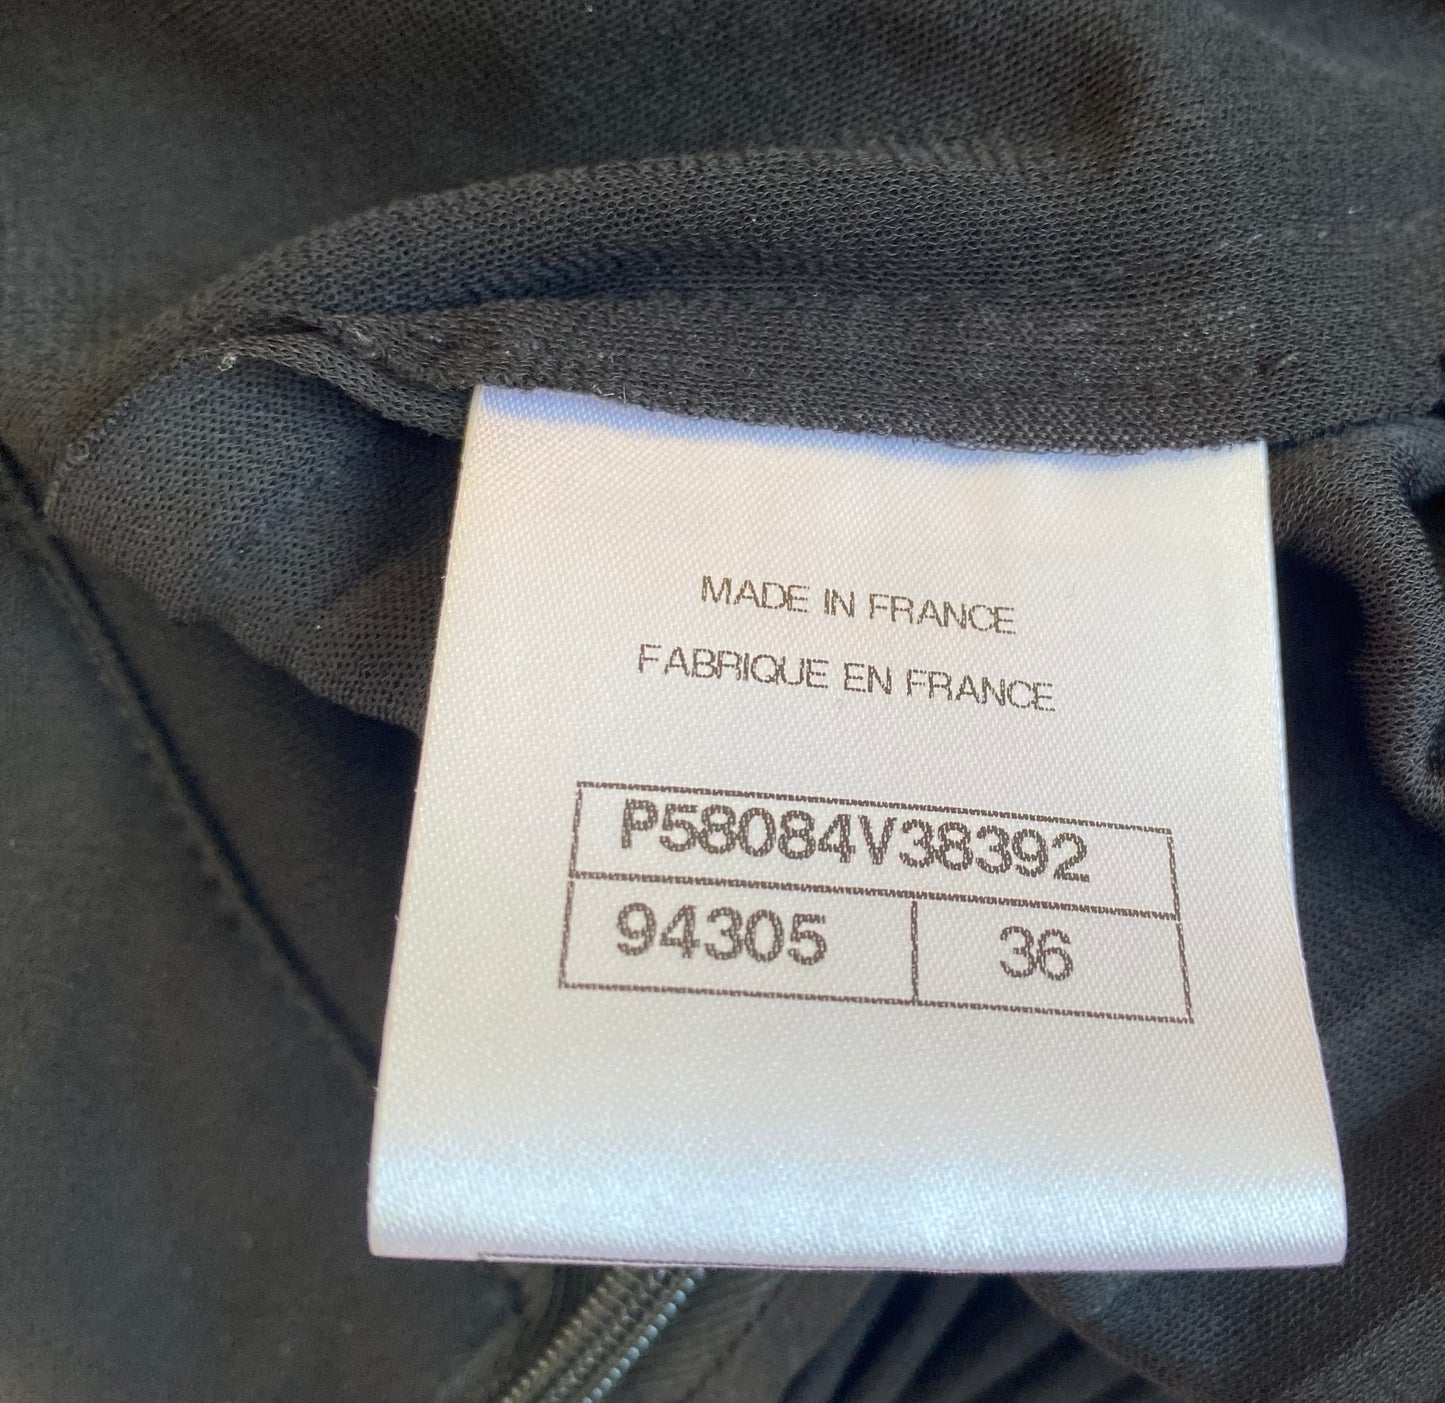 MADE IN FRANCE
FABRIQUE EN FRANCE
P58084V38392
94305 36